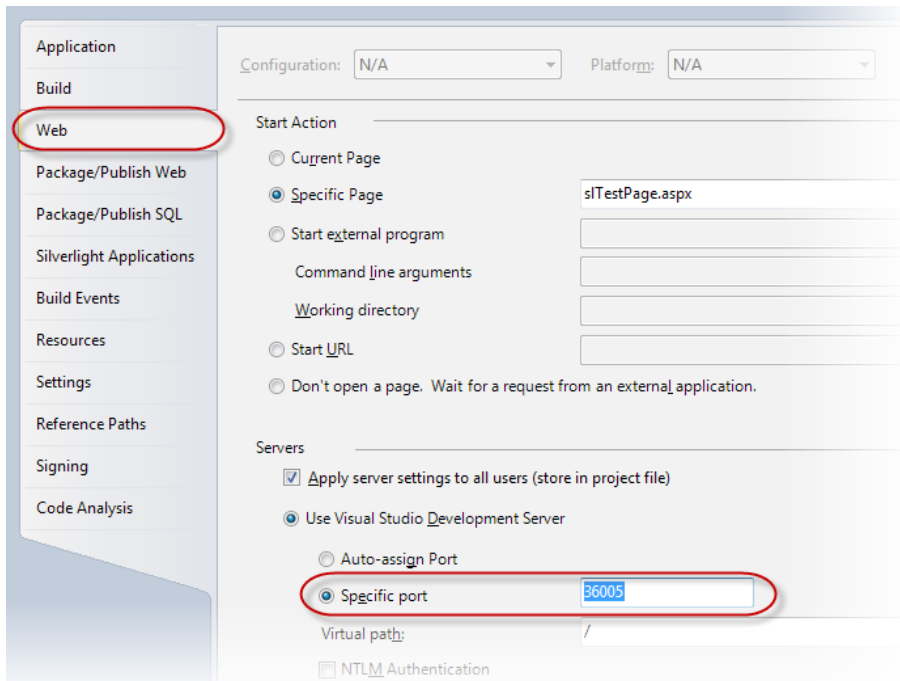 Application
Build
Web
Package/Publish Web
Package/Publish SQL
Silverlight Applications
Build Events
Resources
Settings
Reference Paths
Signing
Code Analysis
Configuration: N/A Platform: N/A
Start Action
Current Page
Specific Page slTestPage.aspx
Start external program
Command line arguments
Working directory
Start URL
Don't open a page. Wait for a request from an external application.
Servers
Apply server settings to all users (store in project file)
Use Visual Studio Development Server
Auto-assign Port
Specific port 36005
Virtual path: /
NTLM Authentication